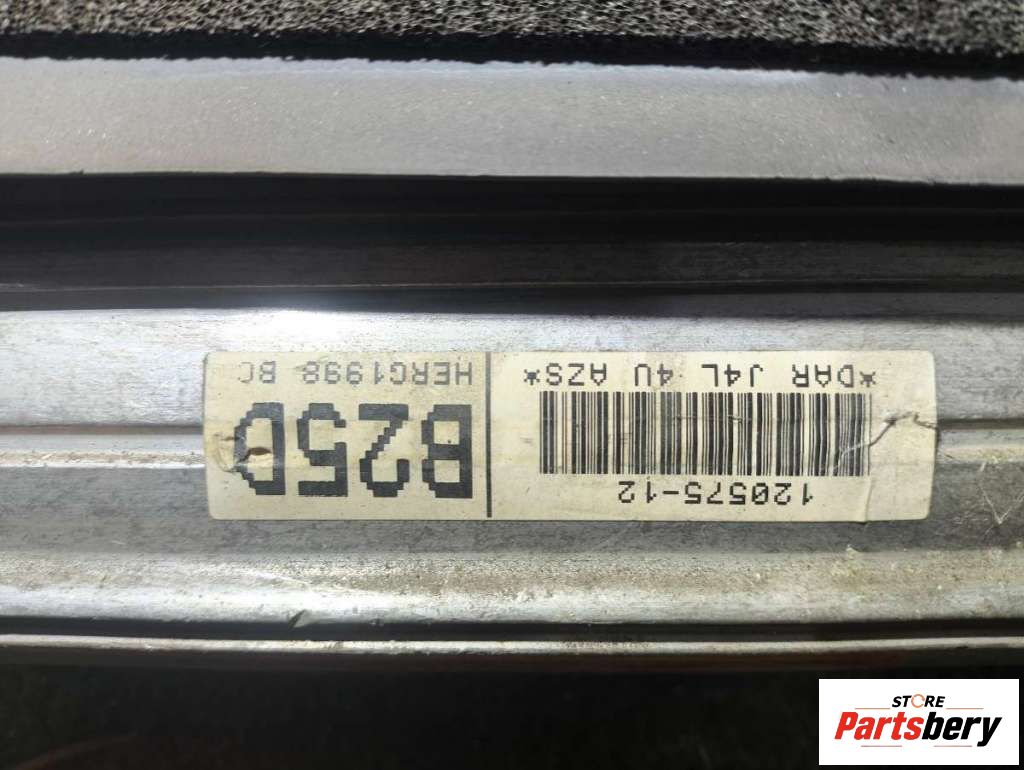 120575-12
*DAR J4L 4U AZS*
B25D
HERG1998 BC
STORE
Partsbery